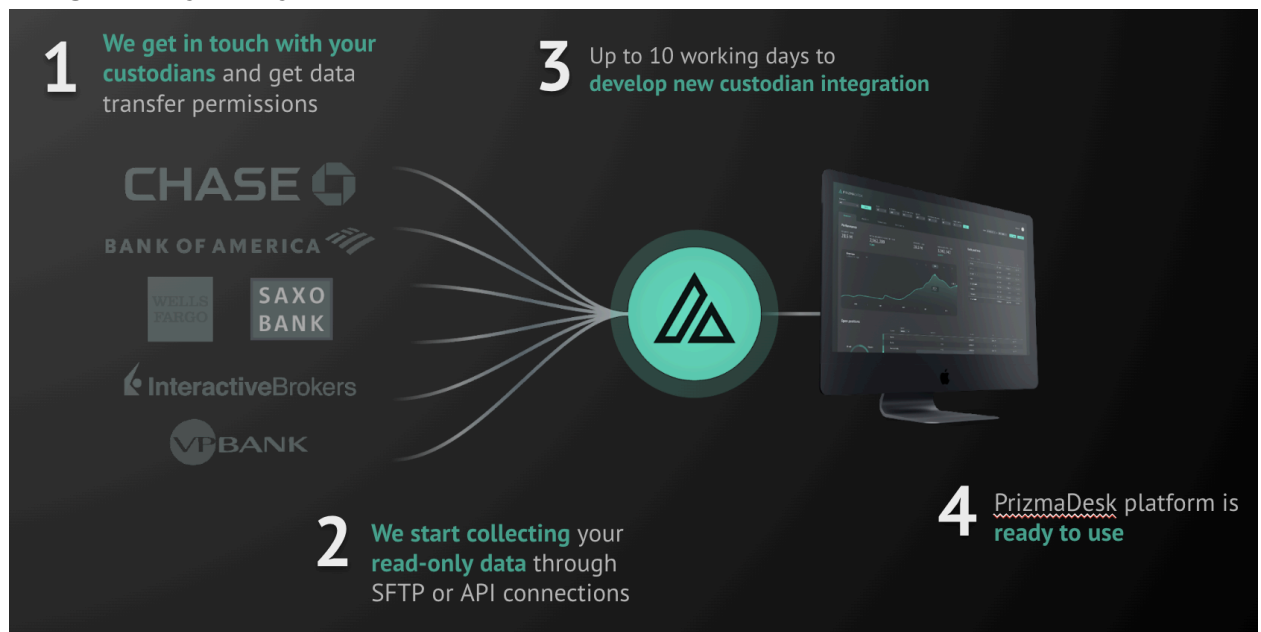 1
We get in touch with your
custodians and get data
transfer permissions
3
Up to 10 working days to
develop new custodian integration
CHASE
BANK OF AMERICA
WELLS
FARGO
SAXO
BANK
InteractiveBrokers
VPBANK
2
We start collecting your
read-only data through
SFTP or API connections
4
PrizmaDesk platform is
ready to use